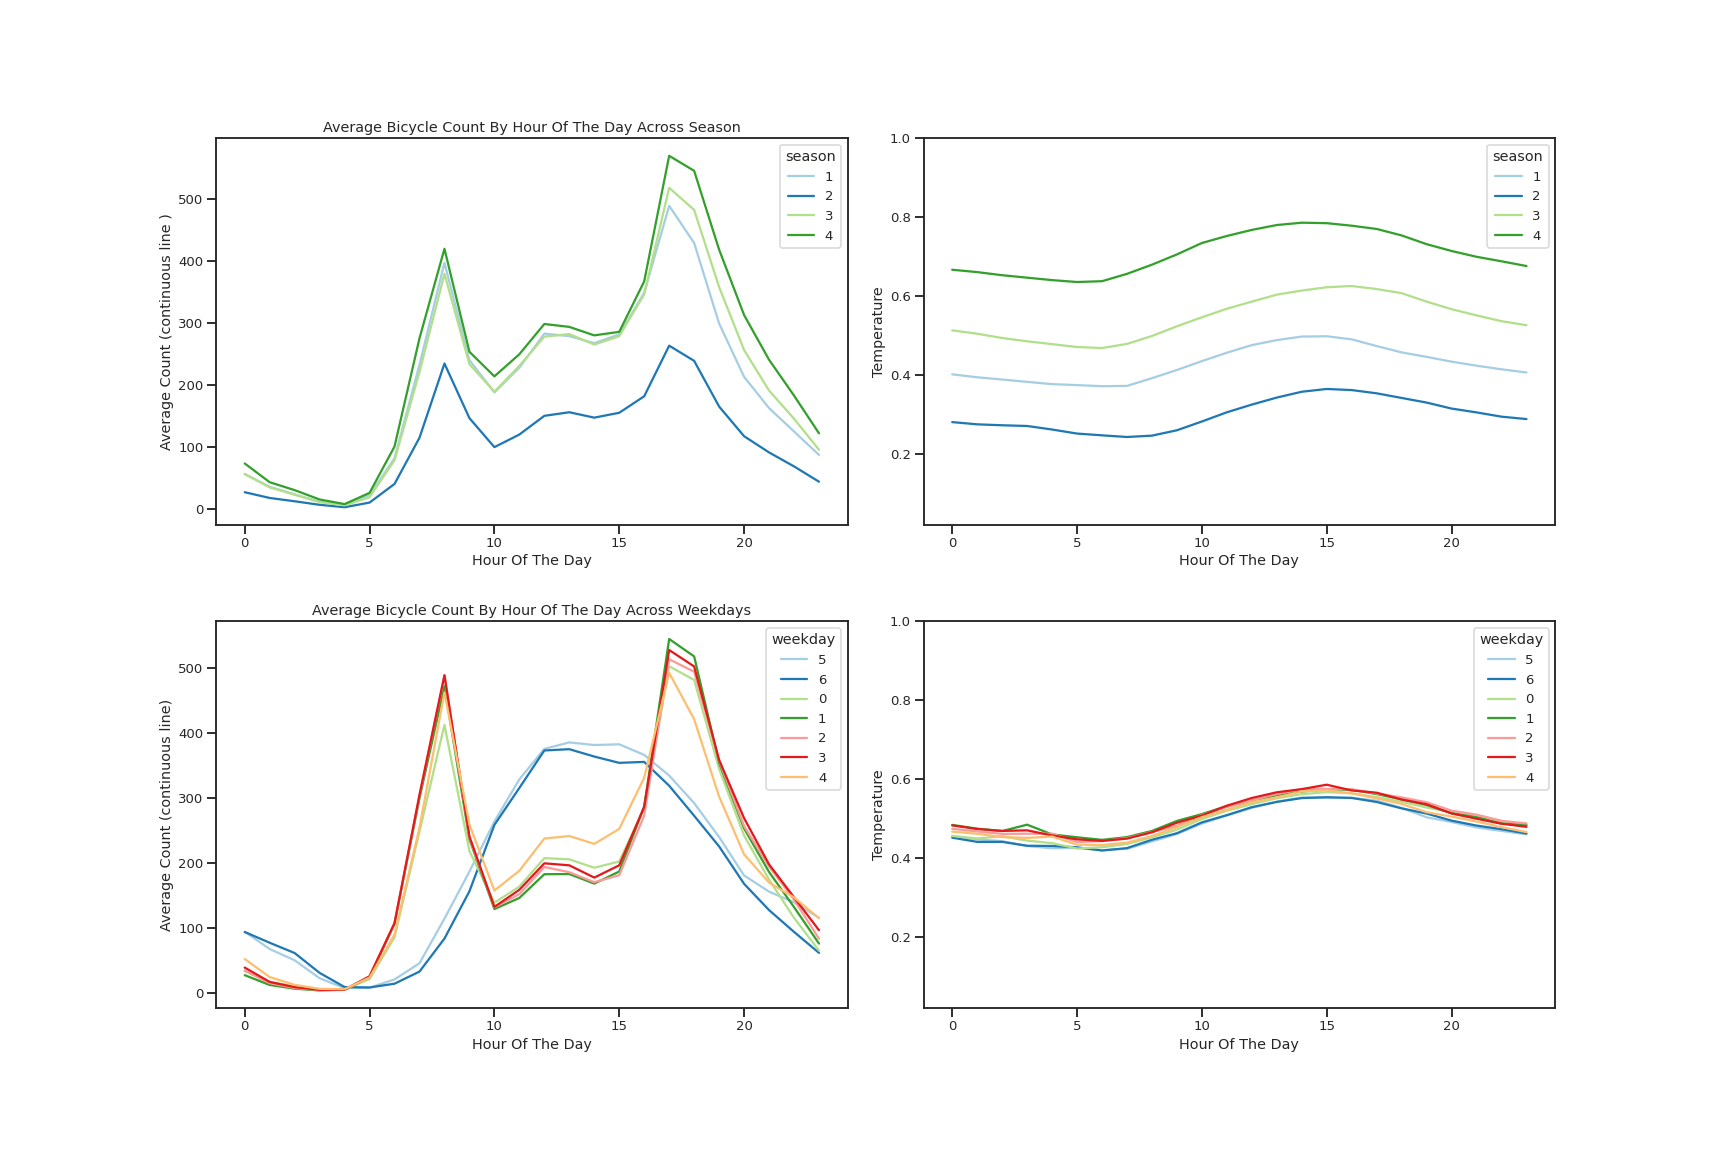 Average Bicycle Count By Hour Of The Day Across Season
Average Count (continuous line )
500
400
300
200
100
0
0 5 10 15 20
Hour Of The Day
season
1
2
3
4
Temperature
1.0
0.8
0.6
0.4
0.2
0 5 10 15 20
Hour Of The Day
season
1
2
3
4
Average Bicycle Count By Hour Of The Day Across Weekdays
Average Count (continuous line)
500
400
300
200
100
0
0 5 10 15 20
Hour Of The Day
weekday
5
6
0
1
2
3
4
Temperature
1.0
0.8
0.6
0.4
0.2
0 5 10 15 20
Hour Of The Day
weekday
5
6
0
1
2
3
4